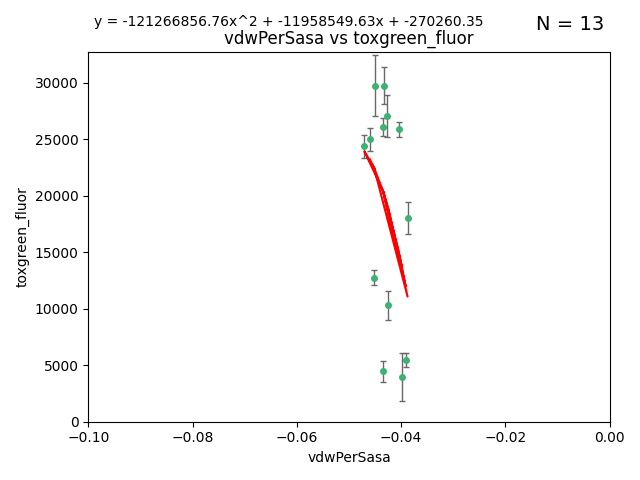 y = -121266856.76x^2 + -11958549.63x + -270260.35
N = 13
vdwPerSasa vs toxgreen_fluor
30000
25000
20000
15000
10000
5000
0
toxgreen_fluor
−0.10 −0.08 −0.06 −0.04 −0.02 0.00
vdwPerSasa